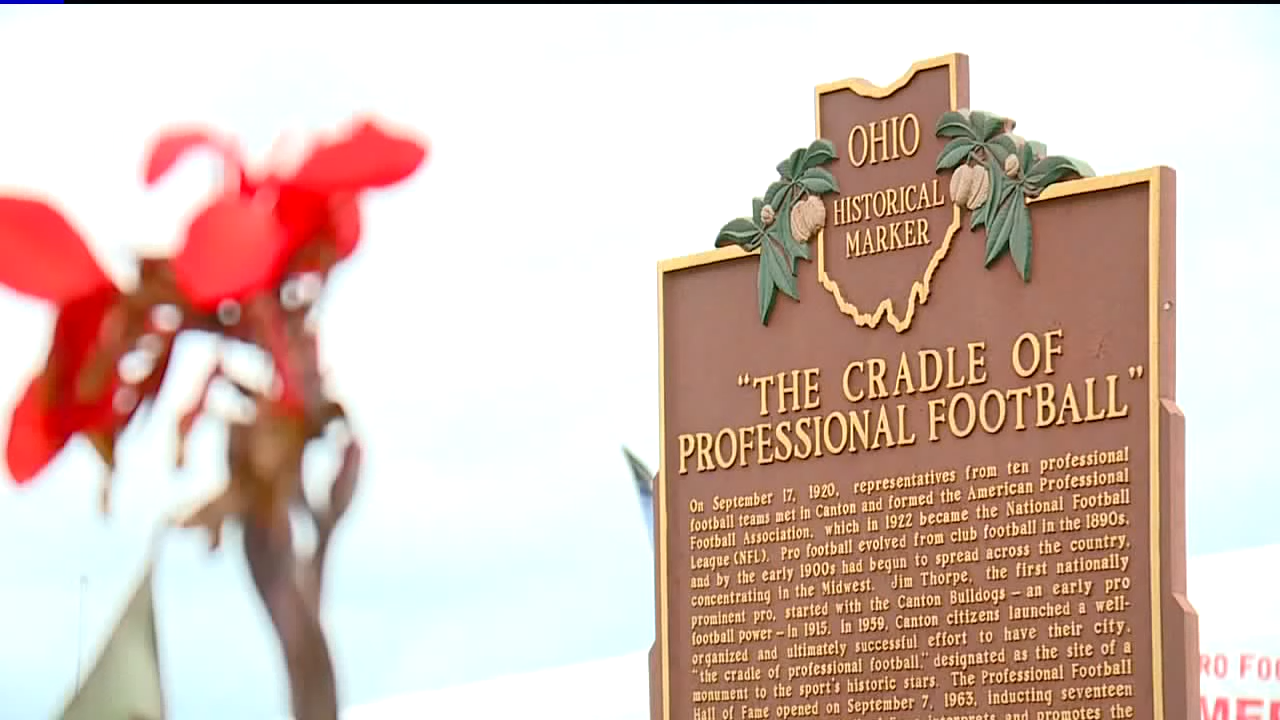 OHIO
HISTORICAL
MARKER
"THE CRADLE OF
PROFESSIONAL FOOTBALL"
On September 17, 1920, representatives from ten professional
football teams met in Canton and formed the American Professional
Football Association, which in 1922 became the National Football
League (NFL). Pro football evolved from club football in the 1890s,
and by the early 1900s had begun to spread across the country,
concentrating in the Midwest. Jim Thorpe, the first nationally
prominent pro, started with the Canton Bulldogs – an early pro
football power – in 1915. In 1959, Canton citizens launched a well-
organized and ultimately successful effort to have their city,
"the cradle of professional football," designated as the site of a
monument to the sport's historic stars. The Professional Football
Hall of Fame opened on September 7, 1963, inducting seventeen
interprets and promotes the
RO FOO